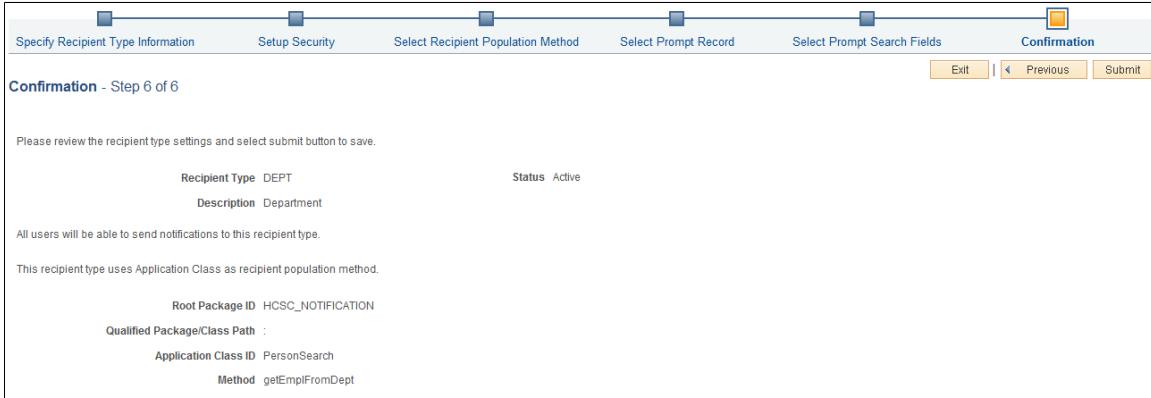 Specify Recipient Type Information Setup Security Select Recipient Population Method Select Prompt Record Select Prompt Search Fields Confirmation
Exit | Previous Submit
Confirmation - Step 6 of 6
Please review the recipient type settings and select submit button to save.
Recipient Type DEPT Status Active
Description Department
All users will be able to send notifications to this recipient type.
This recipient type uses Application Class as recipient population method.
Root Package ID HCSC_NOTIFICATION
Qualified Package/Class Path :
Application Class ID PersonSearch
Method getEmplFromDept